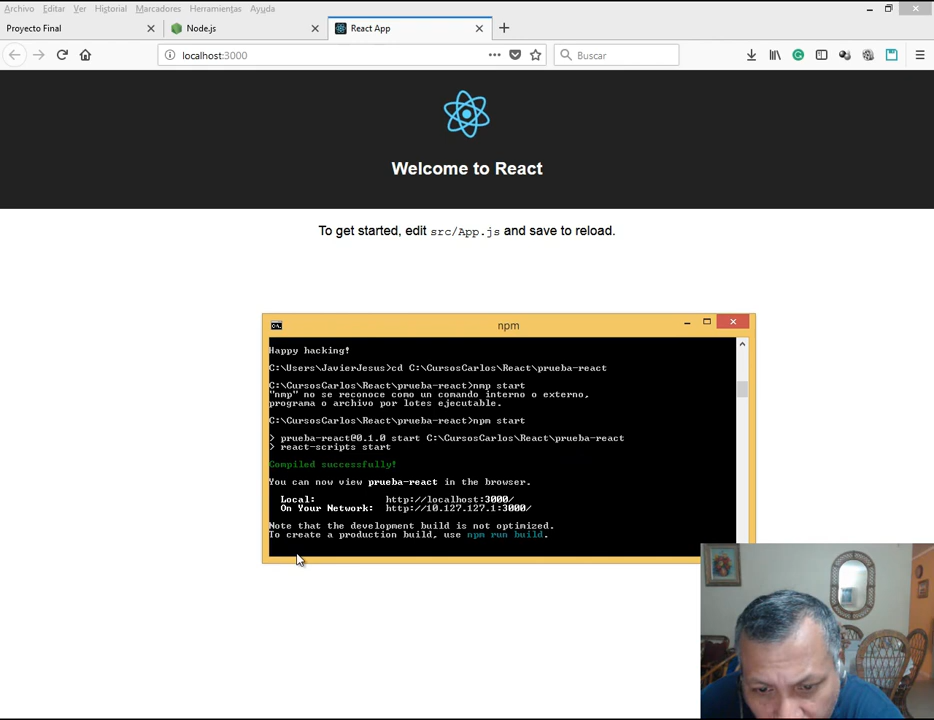 Archivo Editar Ver Historial Marcadores Herramientas Ayuda
Proyecto Final
Node.js
React App
localhost:3000
Buscar
Welcome to React
To get started, edit src/App.js and save to reload.
npm
Happy hacking!
C:\Users\JavierJesus>cd C:\CursosCarlos\React\prueba-react
C:\CursosCarlos\React\prueba-react>nmp start
"nmp" no se reconoce como un comando interno o externo,
programa o archivo por lotes ejecutable.
C:\CursosCarlos\React\prueba-react>npm start
> prueba-react@0.1.0 start C:\CursosCarlos\React\prueba-react
> react-scripts start
Compiled successfully!
You can now view prueba-react in the browser.
Local: http://localhost:3000/
On Your Network: http://10.127.127.1:3000/
Note that the development build is not optimized.
To create a production build, use npm run build.